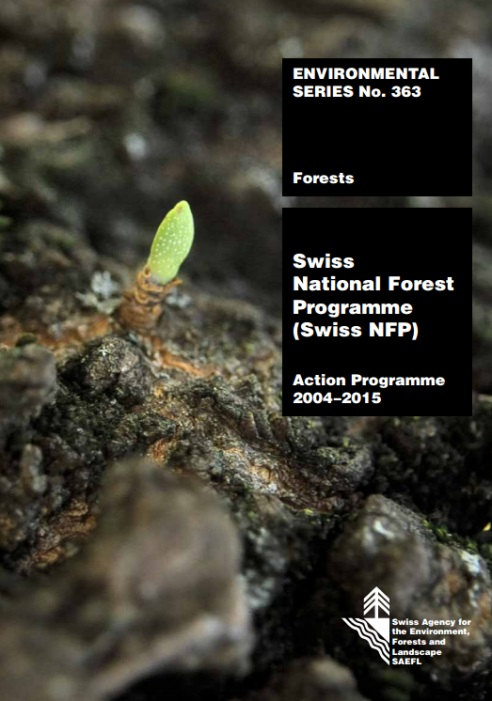 ENVIRONMENTAL
SERIES No. 363
Forests
Swiss
National Forest
Programme
(Swiss NFP)
Action Programme
2004–2015
Swiss Agency for
the Environment,
Forests and
Landscape
SAEFL